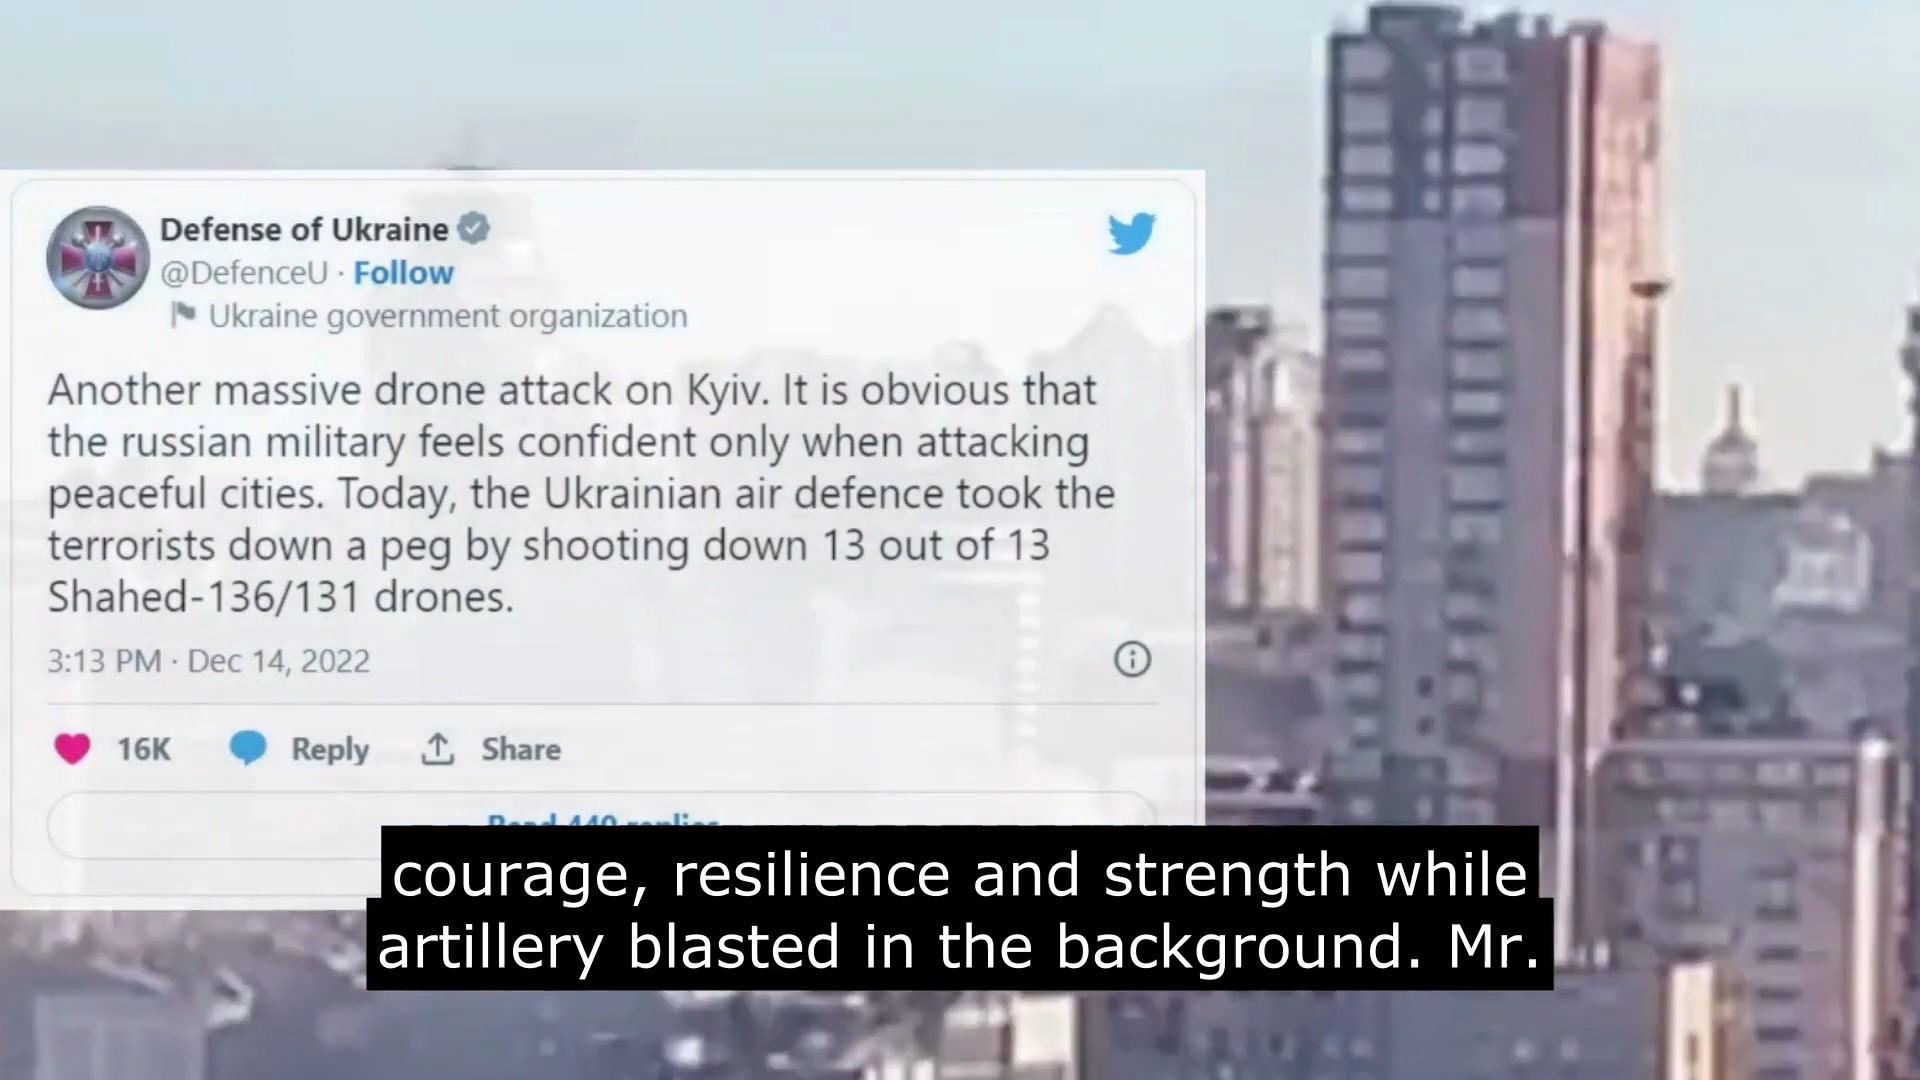 Defense of Ukraine
@DefenceU · Follow
Ukraine government organization
Another massive drone attack on Kyiv. It is obvious that
the russian military feels confident only when attacking
peaceful cities. Today, the Ukrainian air defence took the
terrorists down a peg by shooting down 13 out of 13
Shahed-136/131 drones.
3:13 PM · Dec 14, 2022
16K Reply Share
Read 440 replies
courage, resilience and strength while
artillery blasted in the background. Mr.